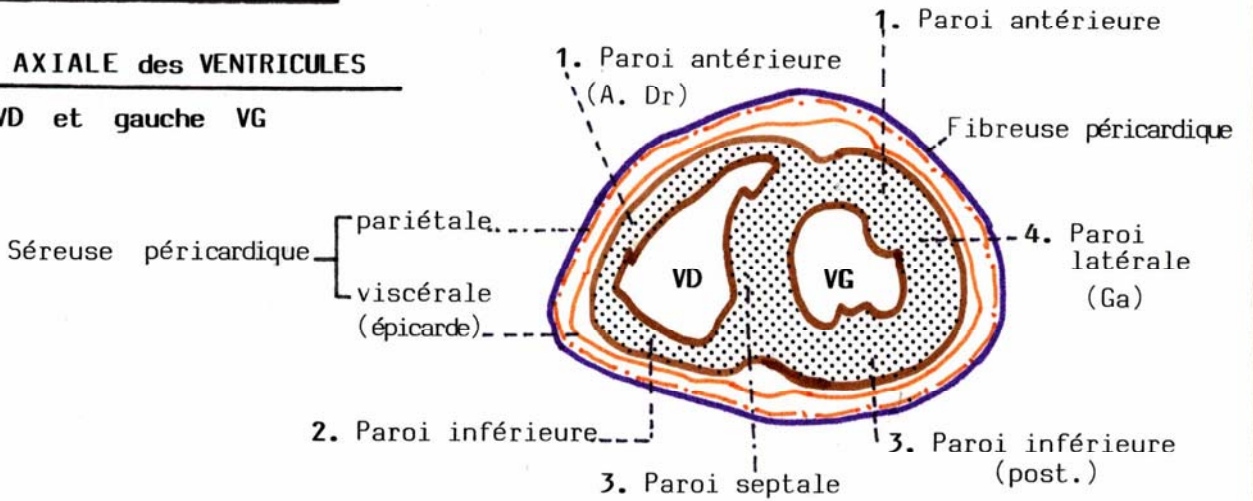 1. Paroi antérieure
AXIALE des VENTRICULES
1. Paroi antérieure
(A. Dr)
VD et gauche VG
Fibreuse péricardique
pariétale
Séreuse péricardique
4. Paroi
latérale
(Ga)
VD
VG
viscérale
(épicarde)
2. Paroi inférieure
3. Paroi inférieure
(post.)
3. Paroi septale